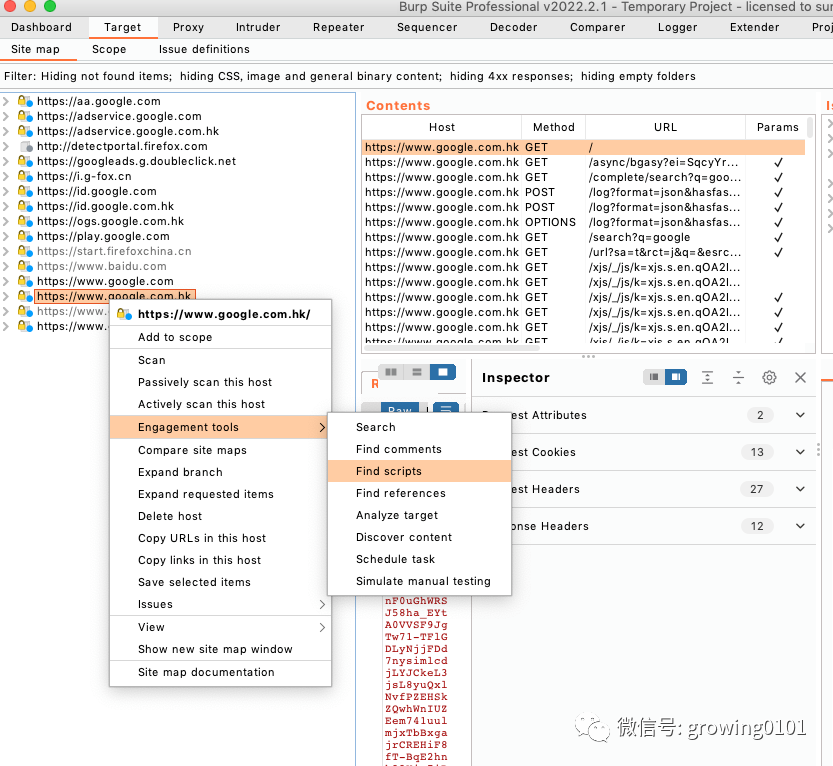 Burp Suite Professional v2022.2.1 - Temporary Project - licensed to sur
Dashboard Target Proxy Intruder Repeater Sequencer Decoder Comparer Logger Extender Proj
Site map Scope Issue definitions
Filter: Hiding not found items; hiding CSS, image and general binary content; hiding 4xx responses; hiding empty folders
https://aa.google.com
https://adservice.google.com
https://adservice.google.com.hk
http://detectportal.firefox.com
https://googleads.g.doubleclick.net
https://i.g-fox.cn
https://id.google.com
https://id.google.com.hk
https://ogs.google.com.hk
https://play.google.com
https://start.firefoxchina.cn
https://www.baidu.com
https://www.google.com
https://www.google.com.hk
https://www.
https://www.
Contents
Host Method URL Params
https://www.google.com.hk GET /
https://www.google.com.hk GET /async/bgasy?ei=SqcyYr... ✓
https://www.google.com.hk GET /complete/search?q=goo... ✓
https://www.google.com.hk POST /log?format=json&hasfas... ✓
https://www.google.com.hk POST /log?format=json&hasfas... ✓
https://www.google.com.hk OPTIONS /log?format=json&hasfas... ✓
https://www.google.com.hk GET /search?q=google ✓
https://www.google.com.hk GET /url?sa=t&rct=j&q=&esrc... ✓
https://www.google.com.hk GET /xjs/_/js/k=xjs.s.en.qOA2l...
https://www.google.com.hk GET /xjs/_/js/k=xjs.s.en.qOA2l...
https://www.google.com.hk GET /xjs/_/js/k=xjs.s.en.qOA2l... ✓
https://www.google.com.hk GET /xjs/_/js/k=xjs.s.en.qOA2l... ✓
https://www.google.com.hk GET /xjs/_/js/k=xjs.s.en.qOA2l... ✓
https://www.google.com.hk GET /xjs/_/js/k=xjs.s.en.qOA2l... ✓
https://www.google.com.hk/
Add to scope
Scan
Passively scan this host
Actively scan this host
Engagement tools
Compare site maps
Expand branch
Expand requested items
Delete host
Copy URLs in this host
Copy links in this host
Save selected items
Issues
View
Show new site map window
Site map documentation
Search
Find comments
Find scripts
Find references
Analyze target
Discover content
Schedule task
Simulate manual testing
R
Raw
Inspector
Request Attributes 2
est Cookies 13
est Headers 27
onse Headers 12
nF0uGhWRS
J58ha_EYt
A0VVSF9Jg
Tw71-TFlG
DLyNjjFDd
7nysimlcd
jLYJCkeL3
jsL8yuQxl
NvfPZEHSk
ZQwhWnIUZ
Eem741uul
mjxTbBxga
jrCREHiF8
fT-BqE2hn
微信号: growing0101